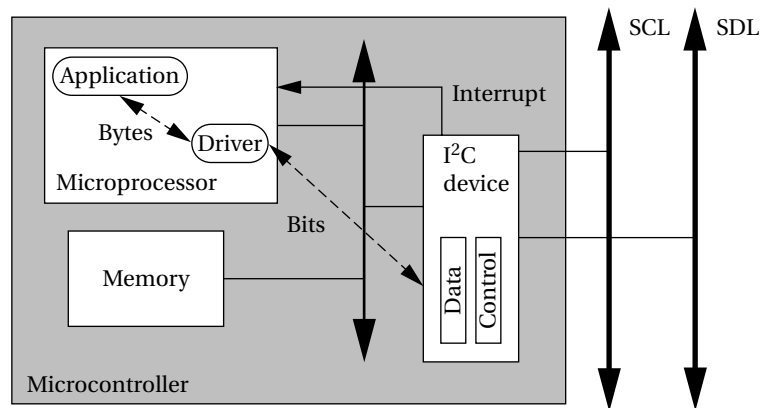 SCL
SDL
Application
Interrupt
Bytes
Driver
I²C
device
Microprocessor
Bits
Memory
Data
Control
Microcontroller